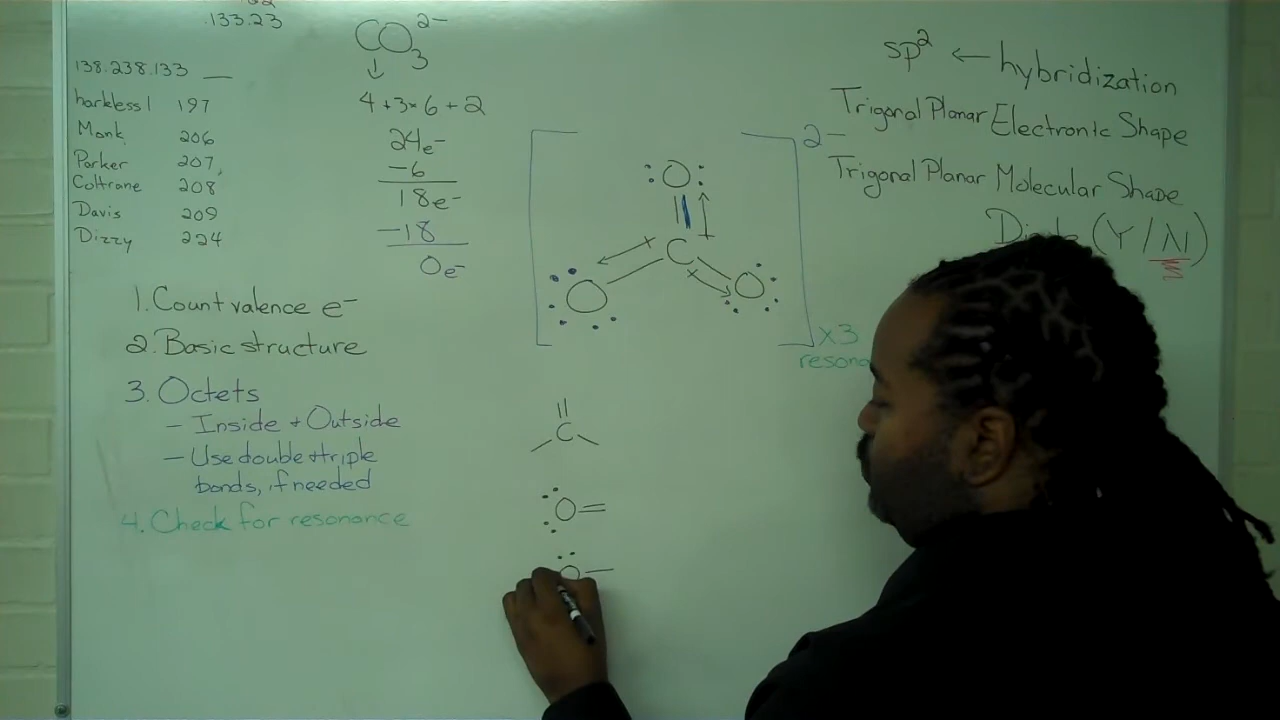 .133.23
138.238.133 __
harkless1 197
Monk 206
Parker 207,
Coltrane 208
Davis 209
Dizzy 224
CO₃²⁻
↓
4+3×6+2
24e⁻
-6
18e⁻
-18
0e⁻
1. Count valence e⁻
2. Basic structure
3. Octets
- Inside + Outside
- Use double + triple
bonds, if needed
4. Check for resonance
O
C
O
O
2-
x3
C
O=
O-
sp² ← hybridization
Trigonal Planar Electronic Shape
Trigonal Planar Molecular Shape
(Y/N)